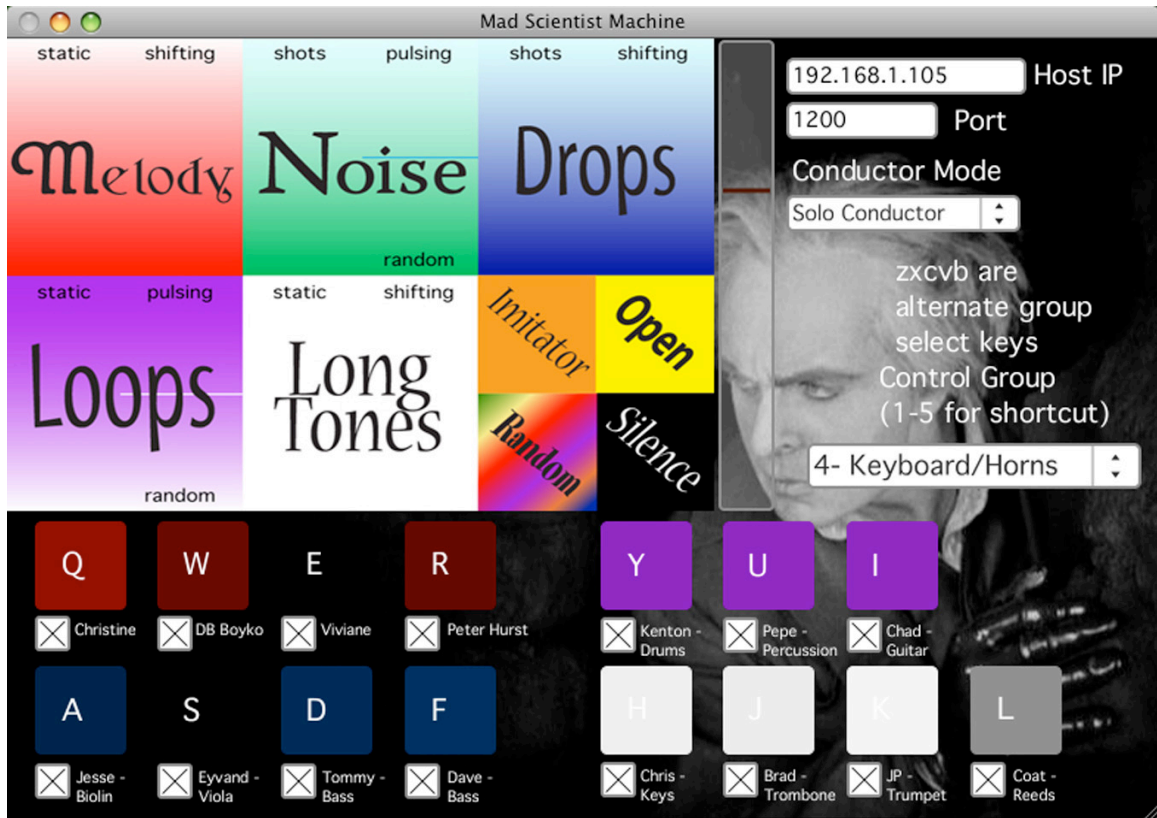 Mad Scientist Machine
static shifting
Melody
shots pulsing
Noise
random
shots shifting
Drops
static pulsing
Loops
random
static shifting
Long
Tones
Imitator
Open
Random
Silence
192.168.1.105 Host IP
1200 Port
Conductor Mode
Solo Conductor
zxcvb are
alternate group
select keys
Control Group
(1-5 for shortcut)
4- Keyboard/Horns
Q W E R Y U I
Christine
DB Boyko
Viviane
Peter Hurst
Kenton -
Drums
Pepe -
Percussion
Chad -
Guitar
A S D F H J K L
Jesse -
Biolin
Eyvand -
Viola
Tommy -
Bass
Dave -
Bass
Chris -
Keys
Brad -
Trombone
JP -
Trumpet
Coat -
Reeds